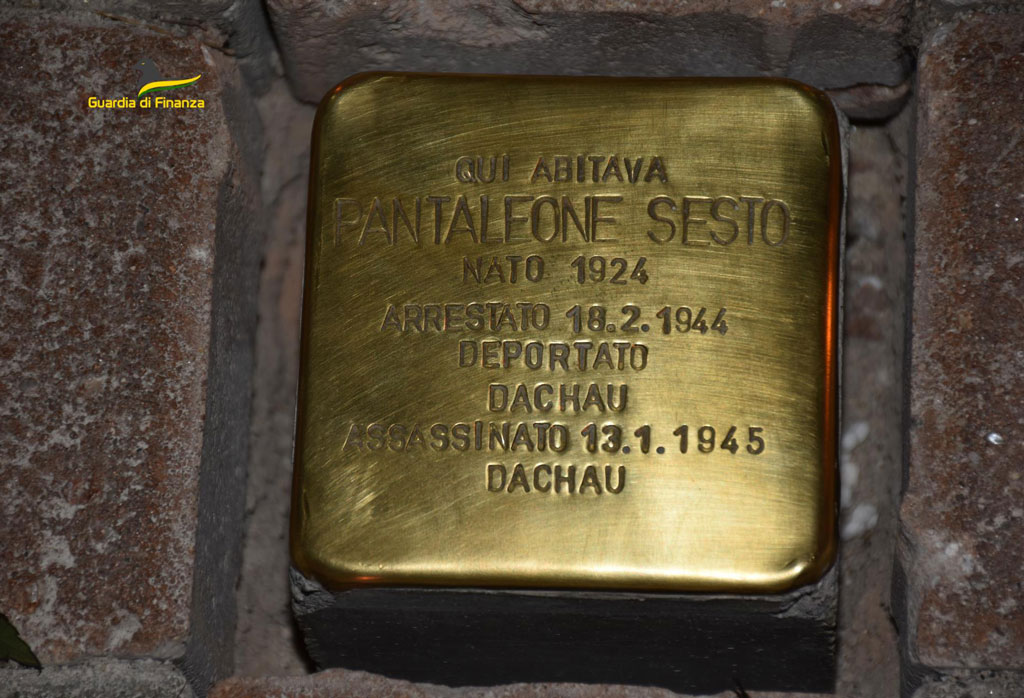 Guardia di Finanza
QUI ABITAVA
PANTALEONE SESTO
NATO 1924
ARRESTATO 18.2.1944
DEPORTATO
DACHAU
ASSASSINATO 13.1.1945
DACHAU